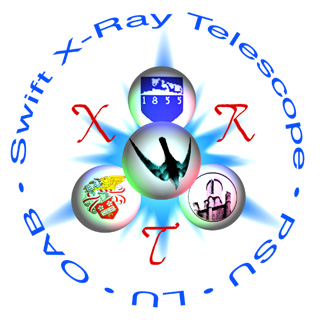 Swift X-Ray Telescope • PSU • LU • OAB •
1855
X R
T